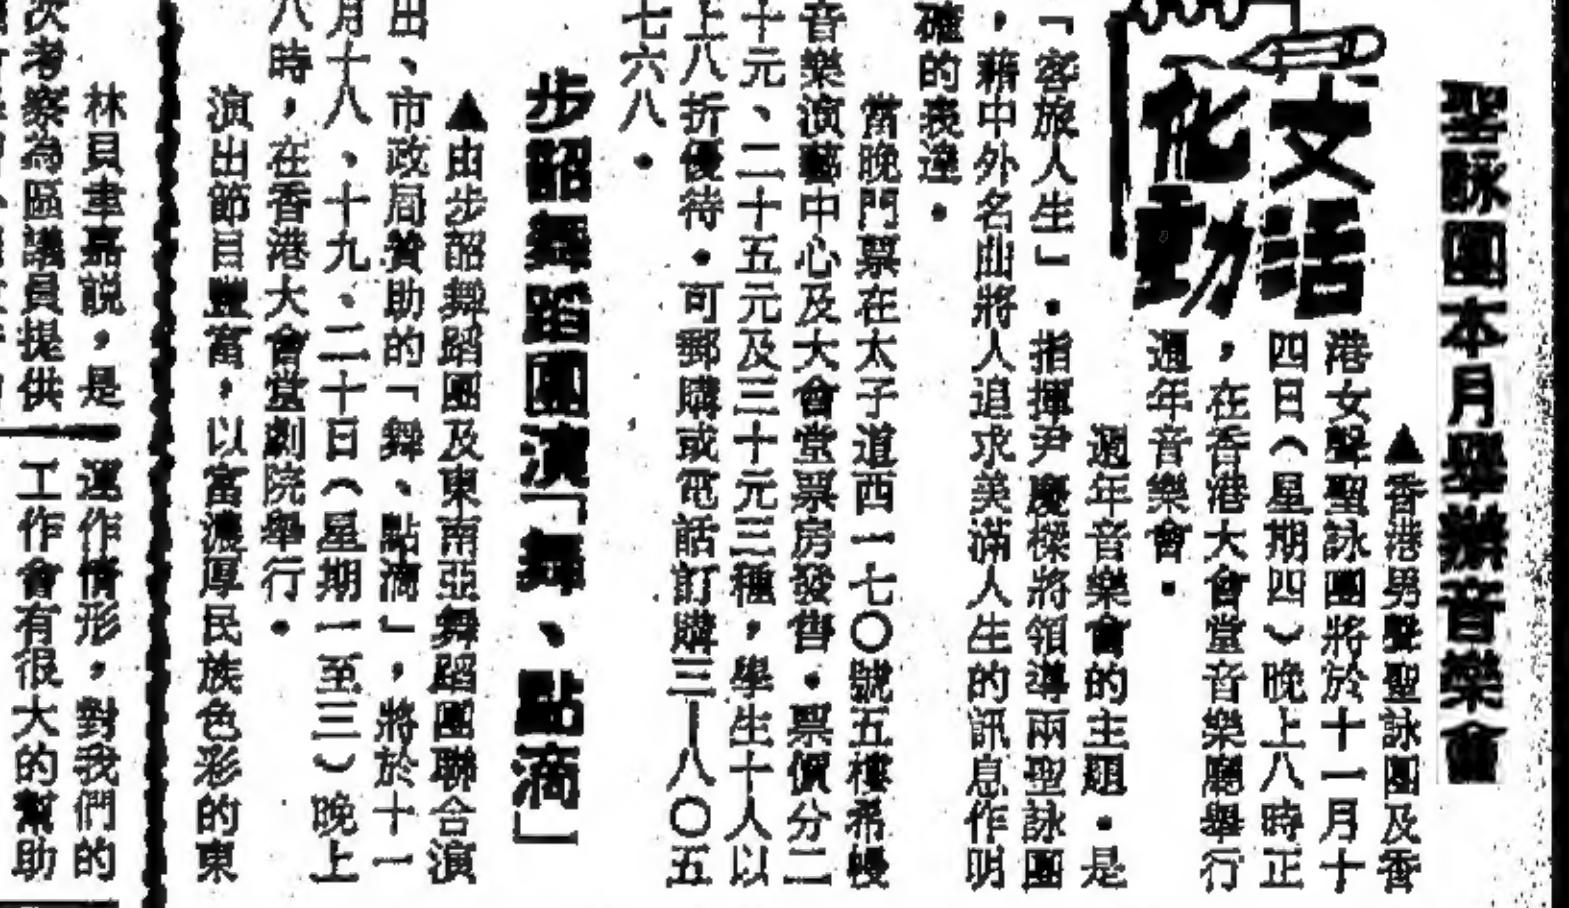 聖詠團本月舉辦音樂會
文化
活動
▲香港男聲聖詠團及香
港女聲聖詠團將於十一月十
四日（星期四）晚上八時正
，在香港大會堂音樂廳舉行
週年音樂會。
週年音樂會的主題。是
「客旅人生」。指揮尹慶樑將領導兩聖詠團
，藉中外名曲將人追求美滿人生的訊息作明
確的表達。
當晚門票在太子道西一七〇號五樓希幔
音樂演藝中心及大會堂票房發售。票價分二
十元、二十五元及三十元三種，學生十人以
上八折優待。可郵購或電話訂購三—八〇五
七六八。
步韶舞蹈團演「舞、點滴」
▲由步韶舞蹈團及東南亞舞蹈團聯合演
出、市政局贊助的「舞、點滴」，將於十一
月十八、十九、二十日（星期一至三）晚上
八時，在香港大會堂劇院舉行。
演出節目豐富，以富濃厚民族色彩的東
林貝聿嘉説，是
次考察為區議員提供
運作情形，對我們的
工作會有很大的幫助